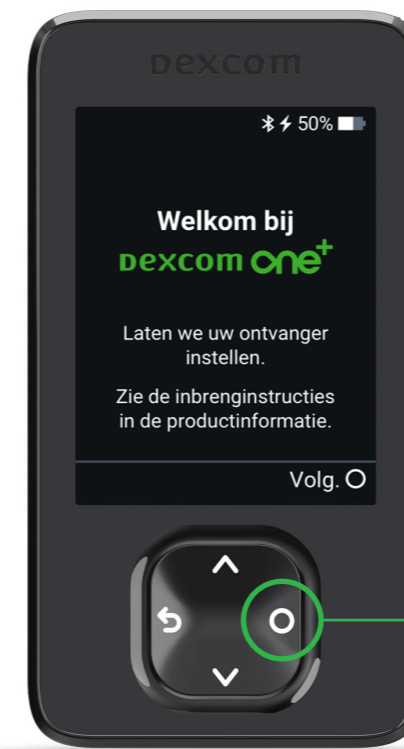 Dexcom
50%
Welkom bij
Dexcom ONE+
Laten we uw ontvanger
instellen.
Zie de inbrenginstructies
in de productinformatie.
Volg.